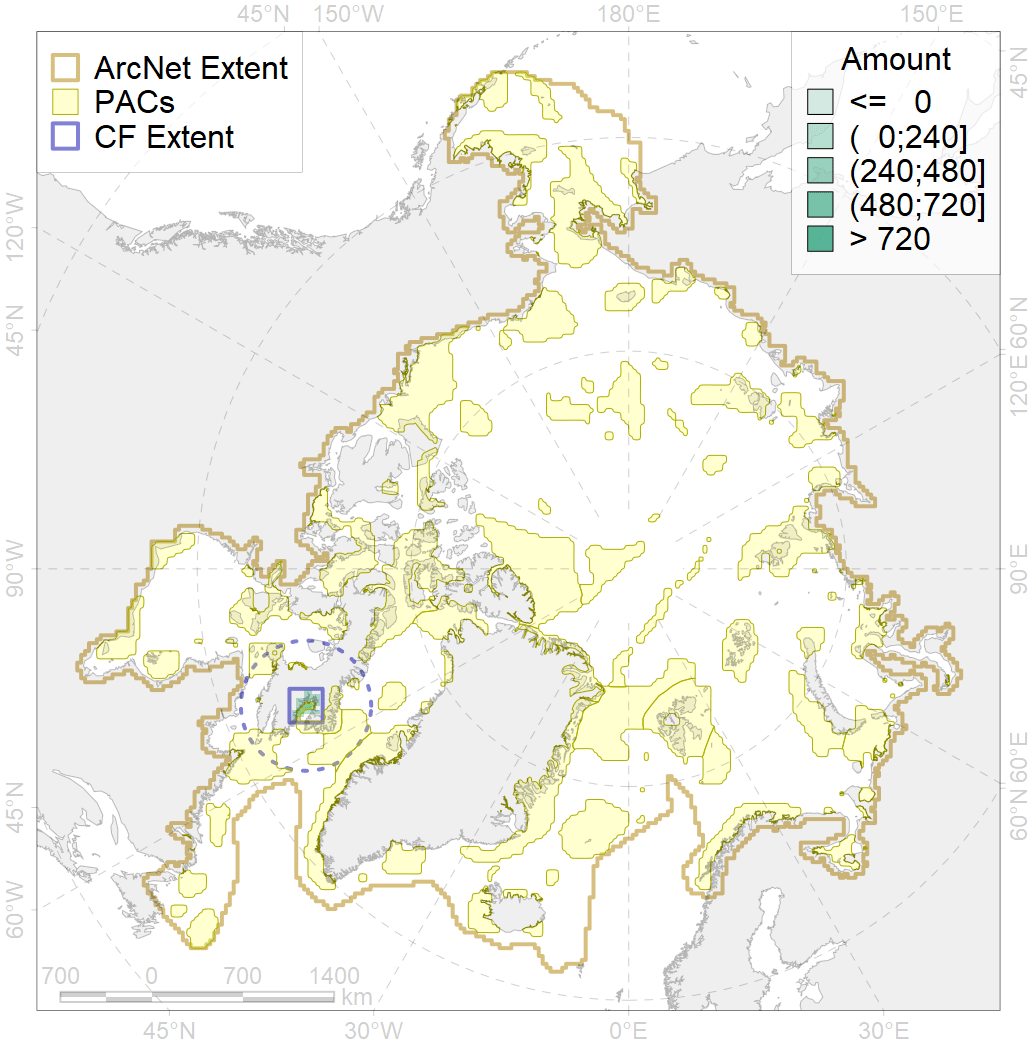 45°N 150°W 180°E 150°E
ArcNet Extent
PACs
CF Extent
Amount
<= 0
( 0;240]
(240;480]
(480;720]
> 720
45°N
120°W
45°N
60°N
120°E
90°W
90°E
60°E
45°N
60°N
60°W
700 0 700 1400
km
45°N 30°W 0°E 30°E